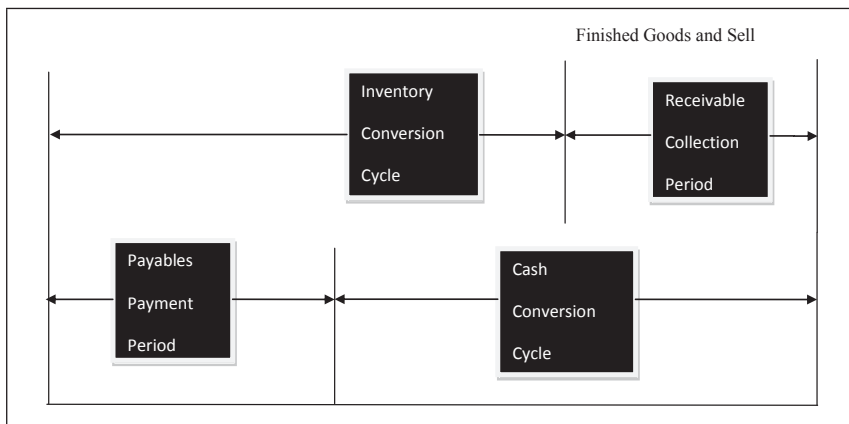 Finished Goods and Sell
Inventory
Conversion
Cycle
Receivable
Collection
Period
Payables
Payment
Period
Cash
Conversion
Cycle